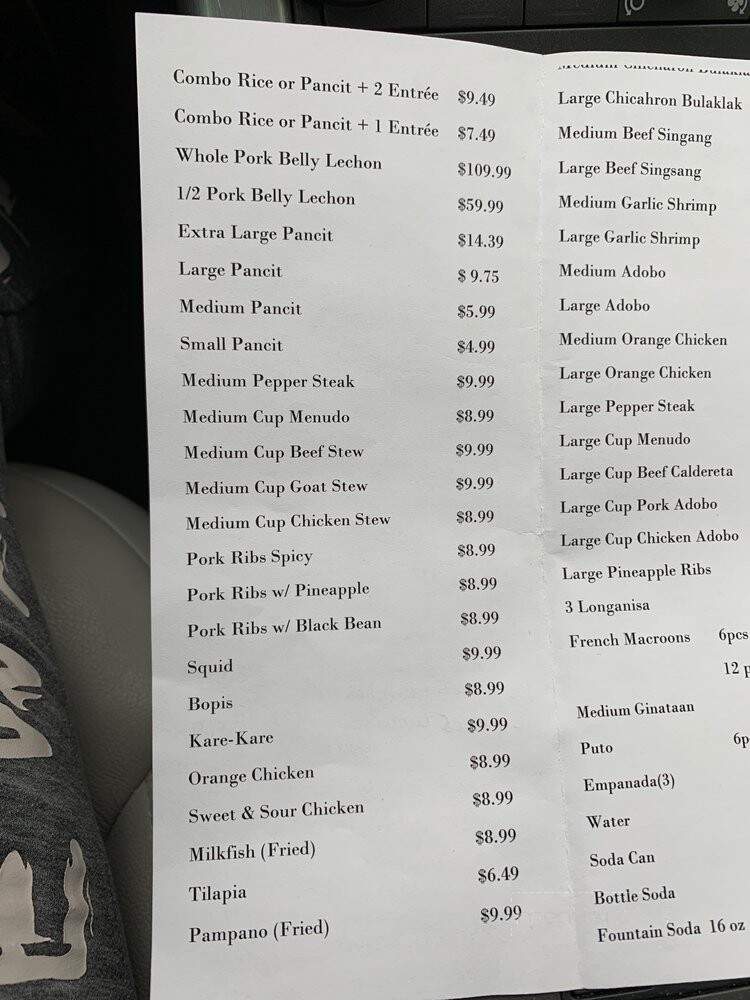 Combo Rice or Pancit + 2 Entrée $9.49
Combo Rice or Pancit + 1 Entrée $7.49
Whole Pork Belly Lechon $109.99
1/2 Pork Belly Lechon $59.99
Extra Large Pancit $14.39
Large Pancit $ 9.75
Medium Pancit $5.99
Small Pancit $4.99
Medium Pepper Steak $9.99
Medium Cup Menudo $8.99
Medium Cup Beef Stew $9.99
Medium Cup Goat Stew $9.99
Medium Cup Chicken Stew $8.99
Pork Ribs Spicy $8.99
Pork Ribs w/ Pineapple $8.99
Pork Ribs w/ Black Bean $8.99
Squid $9.99
Bopis $8.99
Kare-Kare $9.99
Orange Chicken $8.99
Sweet & Sour Chicken $8.99
Milkfish (Fried) $8.99
Tilapia $6.49
Pampano (Fried) $9.99
Large Chicahron Bulaklak
Medium Beef Singang
Large Beef Singsang
Medium Garlic Shrimp
Large Garlic Shrimp
Medium Adobo
Large Adobo
Medium Orange Chicken
Large Orange Chicken
Large Pepper Steak
Large Cup Menudo
Large Cup Beef Caldereta
Large Cup Pork Adobo
Large Cup Chicken Adobo
Large Pineapple Ribs
3 Longanisa
French Macroons 6pcs
12 p
Medium Ginataan
Puto 6p
Empanada(3)
Water
Soda Can
Bottle Soda
Fountain Soda 16 oz